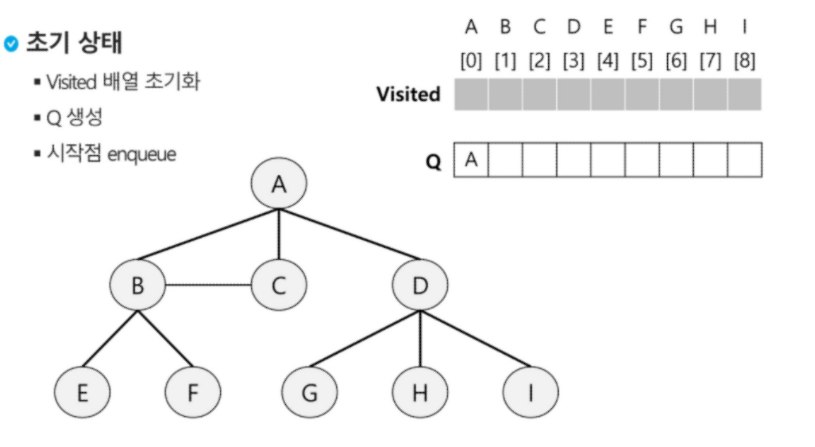 초기 상태
▪ Visited 배열 초기화
▪ Q 생성
▪ 시작점 enqueue
A B C D E F G H I
[0] [1] [2] [3] [4] [5] [6] [7] [8]
Visited
Q A
A
B C D
E F G H I